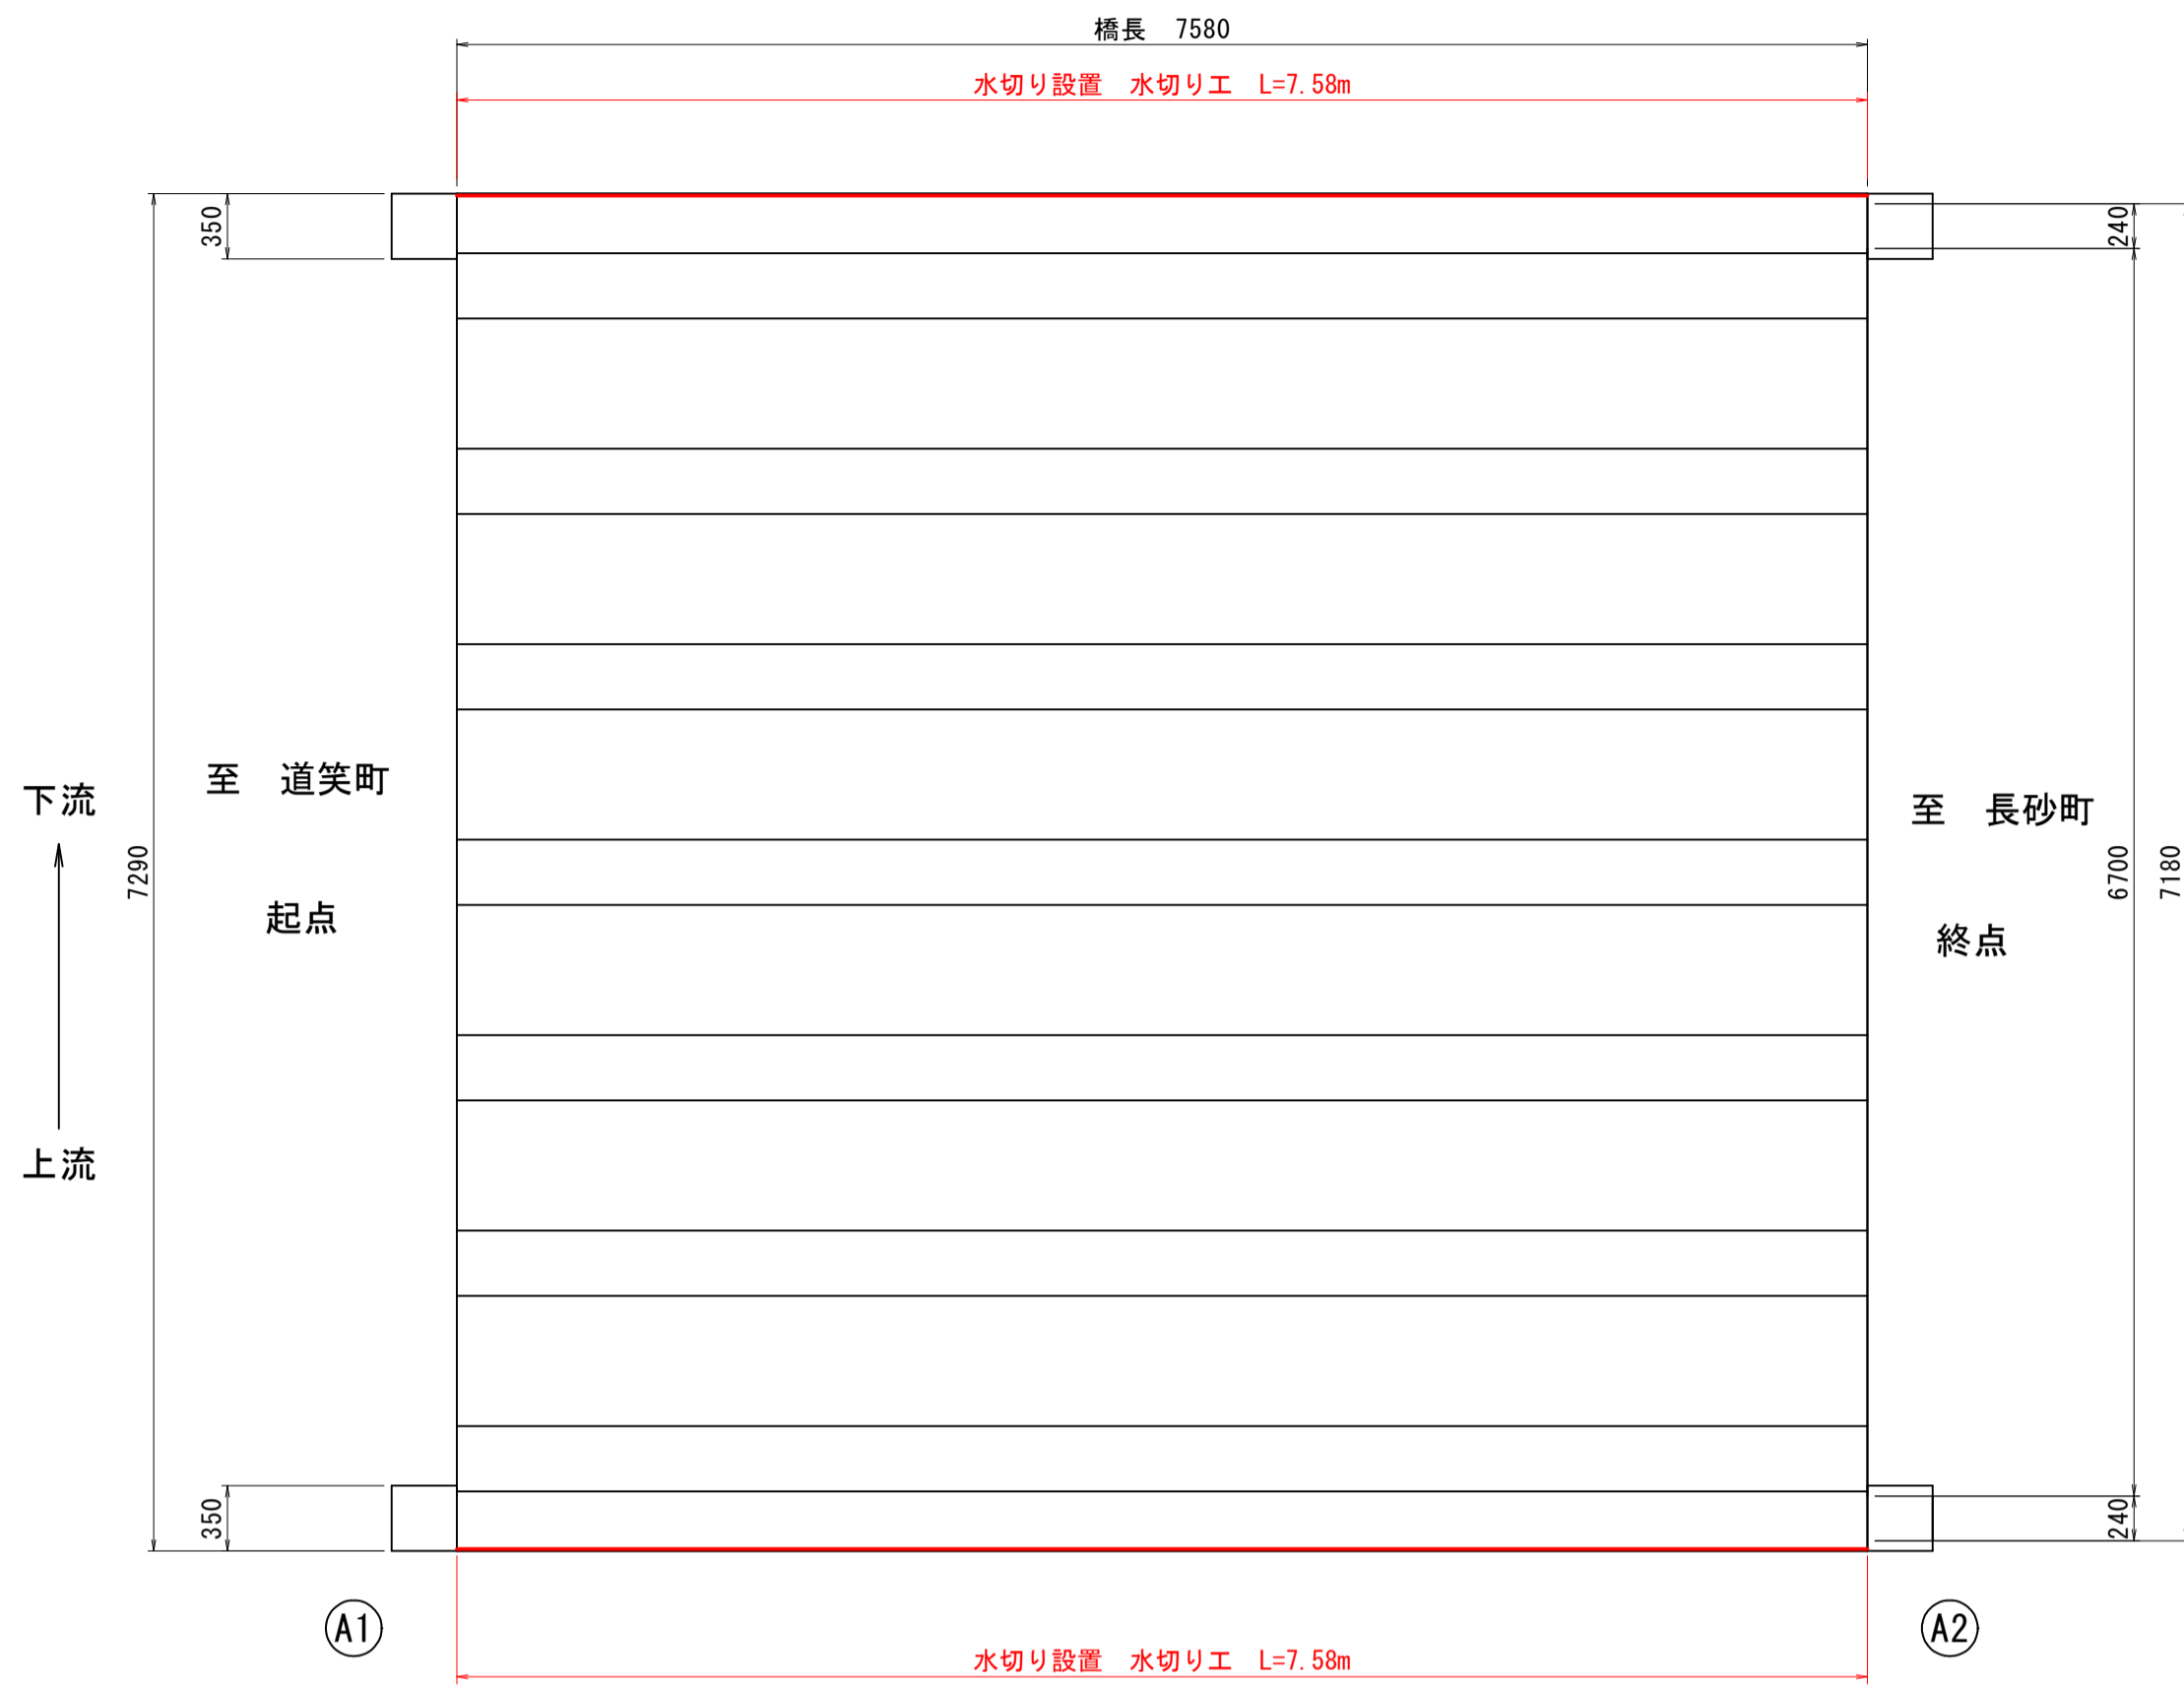 橋長　7580
水切り設置　水切り工　L=7.58m
350
240
7290
至　道笑町
起点
下流
上流
至　長砂町
終点
6700
7180
350
240
A1
A2
水切り設置　水切り工　L=7.58m